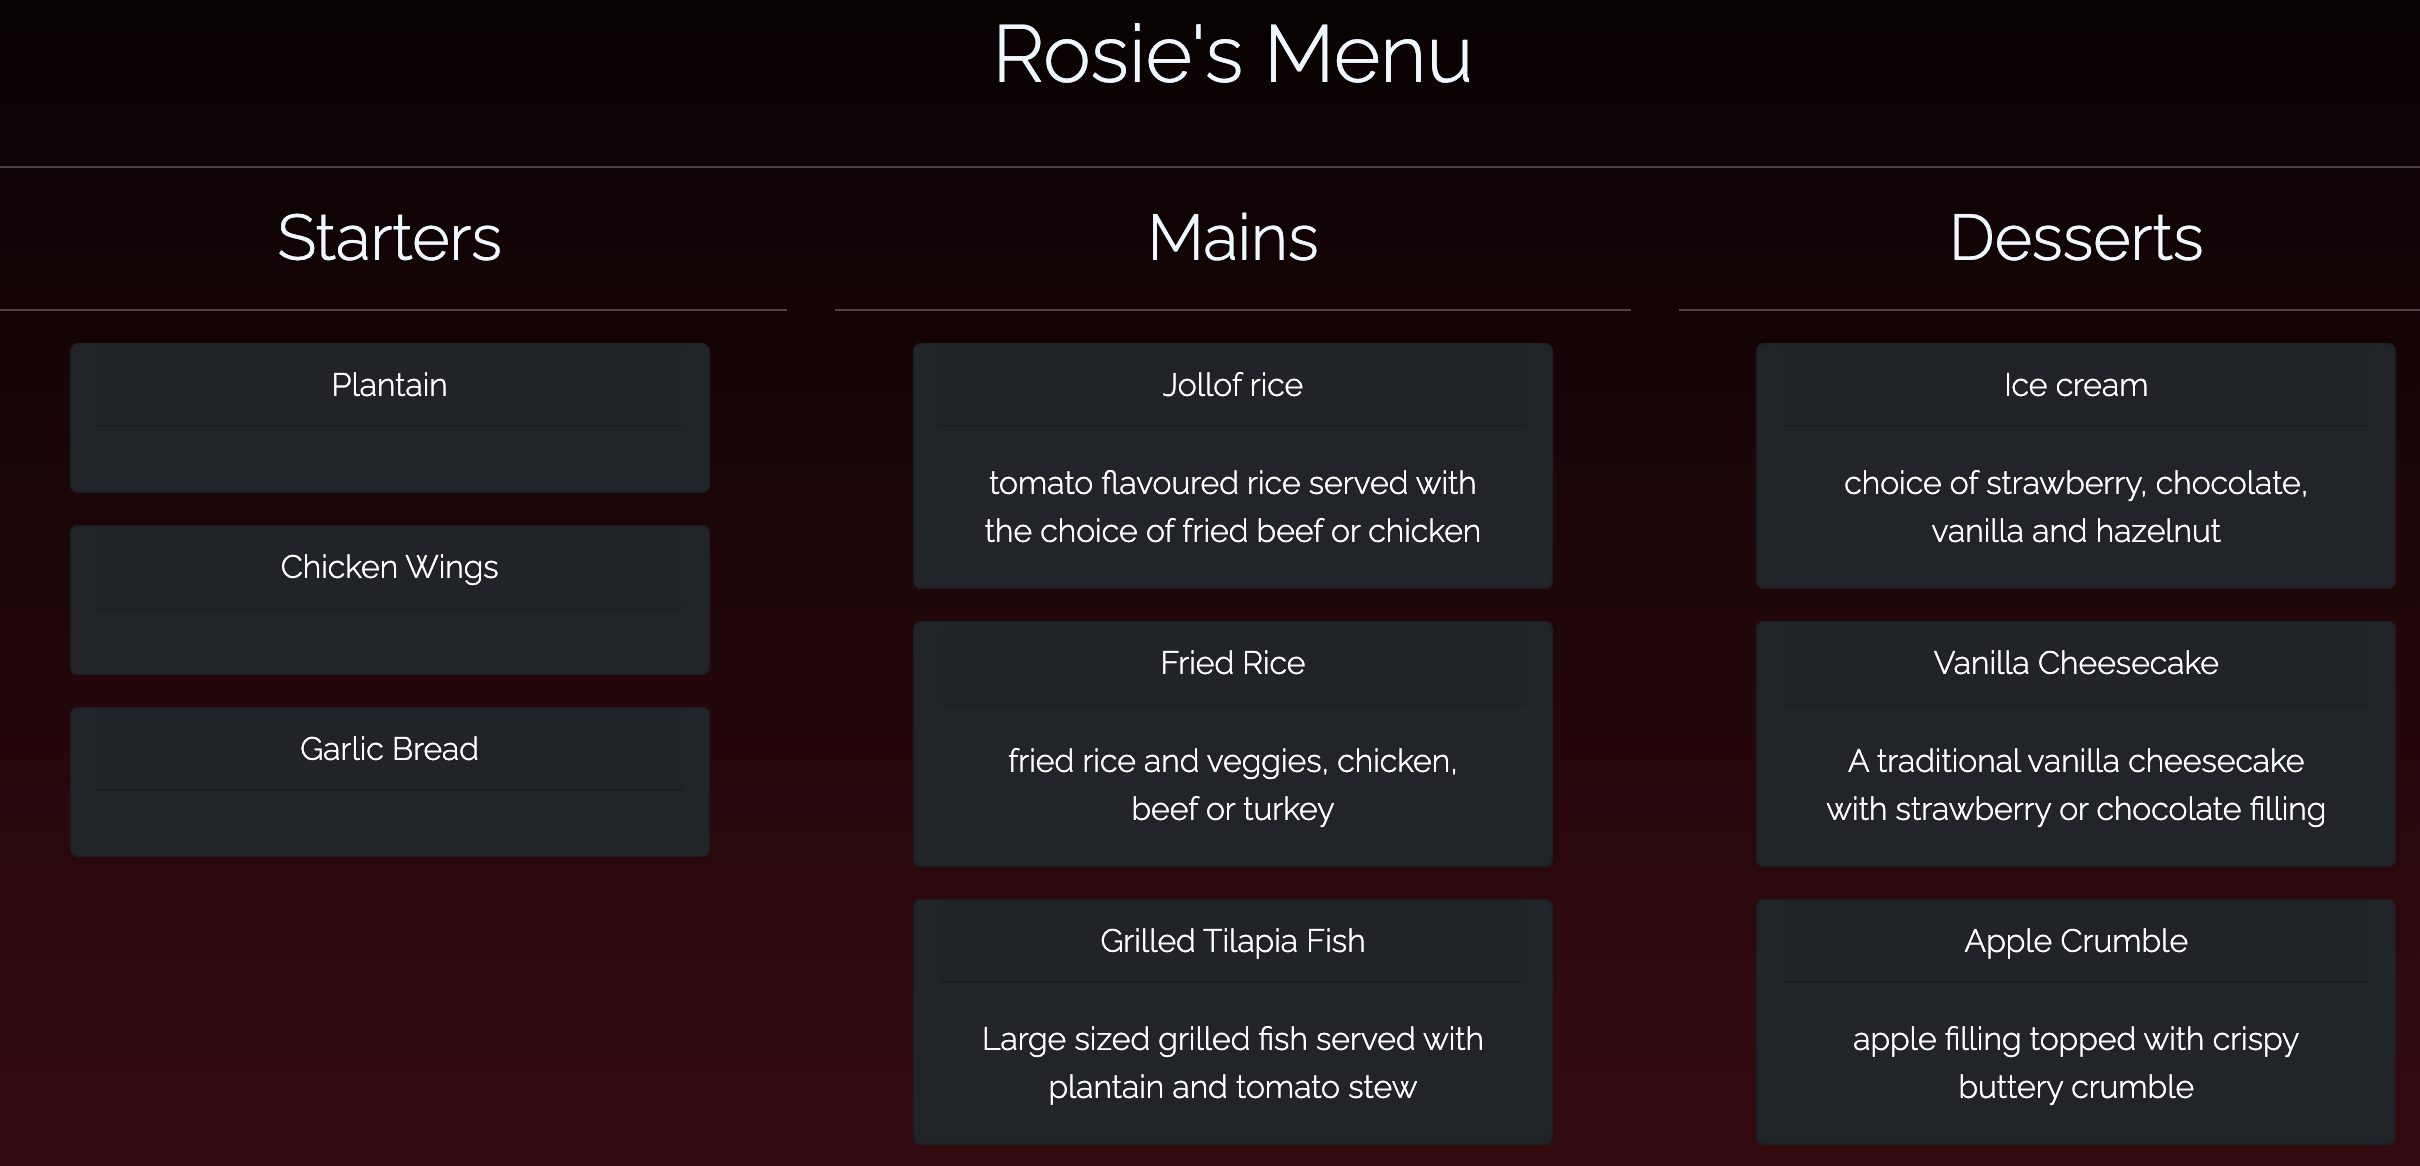 Rosie's Menu
Starters
Plantain
Chicken Wings
Garlic Bread
Mains
Jollof rice
tomato flavoured rice served with
the choice of fried beef or chicken
Fried Rice
fried rice and veggies, chicken,
beef or turkey
Grilled Tilapia Fish
Large sized grilled fish served with
plantain and tomato stew
Desserts
Ice cream
choice of strawberry, chocolate,
vanilla and hazelnut
Vanilla Cheesecake
A traditional vanilla cheesecake
with strawberry or chocolate filling
Apple Crumble
apple filling topped with crispy
buttery crumble